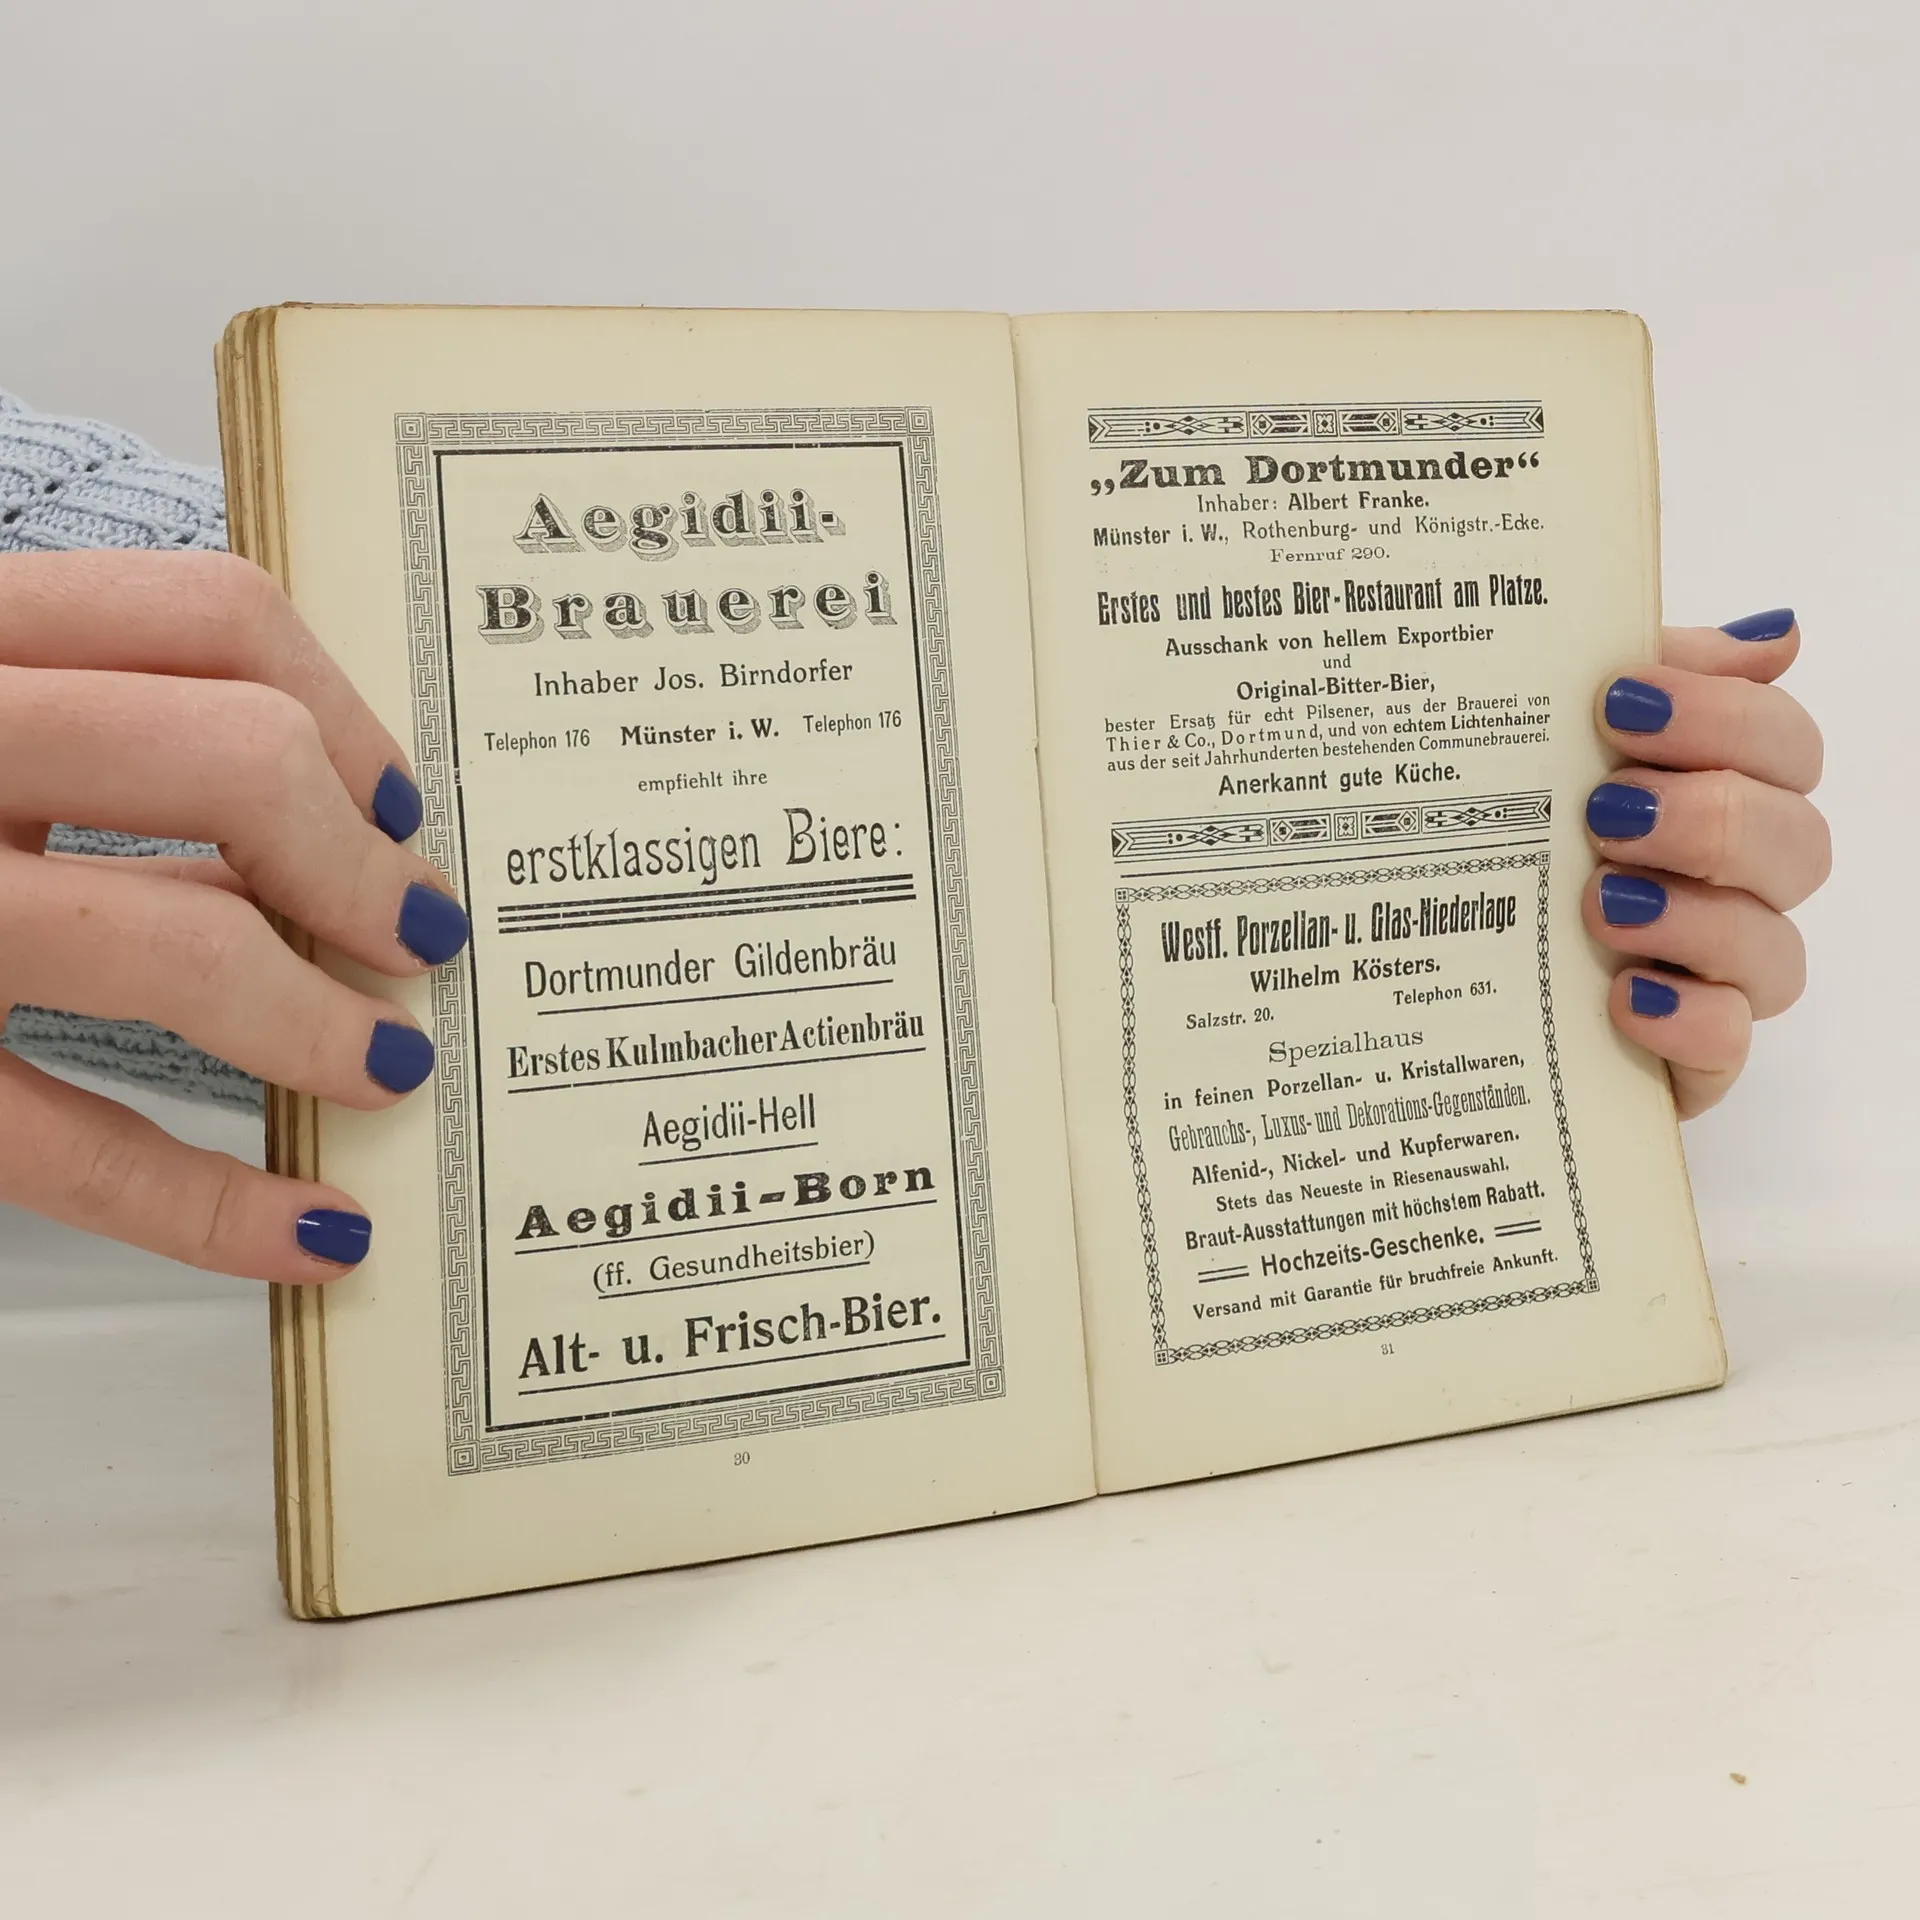 Aegidii-
Brauerei
Inhaber Jos. Birndorfer
Telephon 176 Münster i. W. Telephon 176
empfiehlt ihre
erstklassigen Biere:
Dortmunder Gildenbräu
Erstes Kulmbacher Actienbräu
Aegidii-Hell
Aegidii-Born
(ff. Gesundheitsbier)
Alt- u. Frisch-Bier.
30
„Zum Dortmunder“
Inhaber: Albert Franke.
Münster i. W., Rothenburg- und Königstr.-Ecke.
Fernruf 290.
Erstes und bestes Bier-Restaurant am Platze.
Ausschank von hellem Exportbier
und
Original-Bitter-Bier,
bester Ersatz für echt Pilsener, aus der Brauerei von
Thier & Co., Dortmund, und von echtem Lichtenhainer
aus der seit Jahrhunderten bestehenden Communebrauerei.
Anerkannt gute Küche.
Westf. Porzellan- u. Glas-Niederlage
Wilhelm Kösters.
Salzstr. 20. Telephon 631.
Spezialhaus
in feinen Porzellan- u. Kristallwaren,
Gebrauchs-, Luxus- und Dekorations-Gegenständen.
Alfenid-, Nickel- und Kupferwaren.
Stets das Neueste in Riesenauswahl.
Braut-Ausstattungen mit höchstem Rabatt.
Hochzeits-Geschenke.
Versand mit Garantie für bruchfreie Ankunft.
31